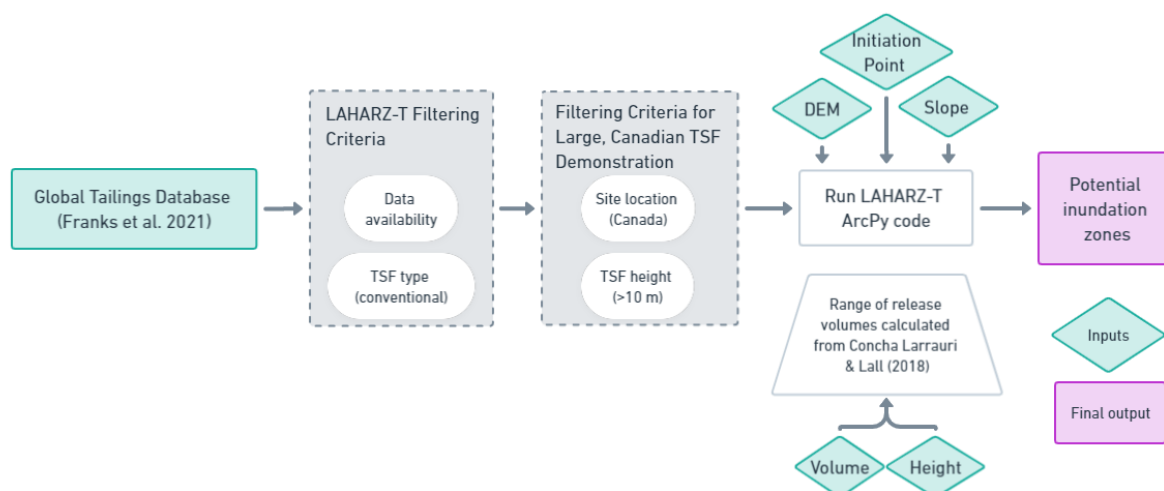 Global Tailings Database
(Franks et al. 2021)
LAHARZ-T Filtering
Criteria
Data
availability
TSF type
(conventional)
Filtering Criteria for
Large, Canadian TSF
Demonstration
Site location
(Canada)
TSF height
(>10 m)
Initiation
Point
DEM
Slope
Run LAHARZ-T
ArcPy code
Range of release
volumes calculated
from Concha Larrauri
& Lall (2018)
Volume
Height
Potential
inundation
zones
Inputs
Final output